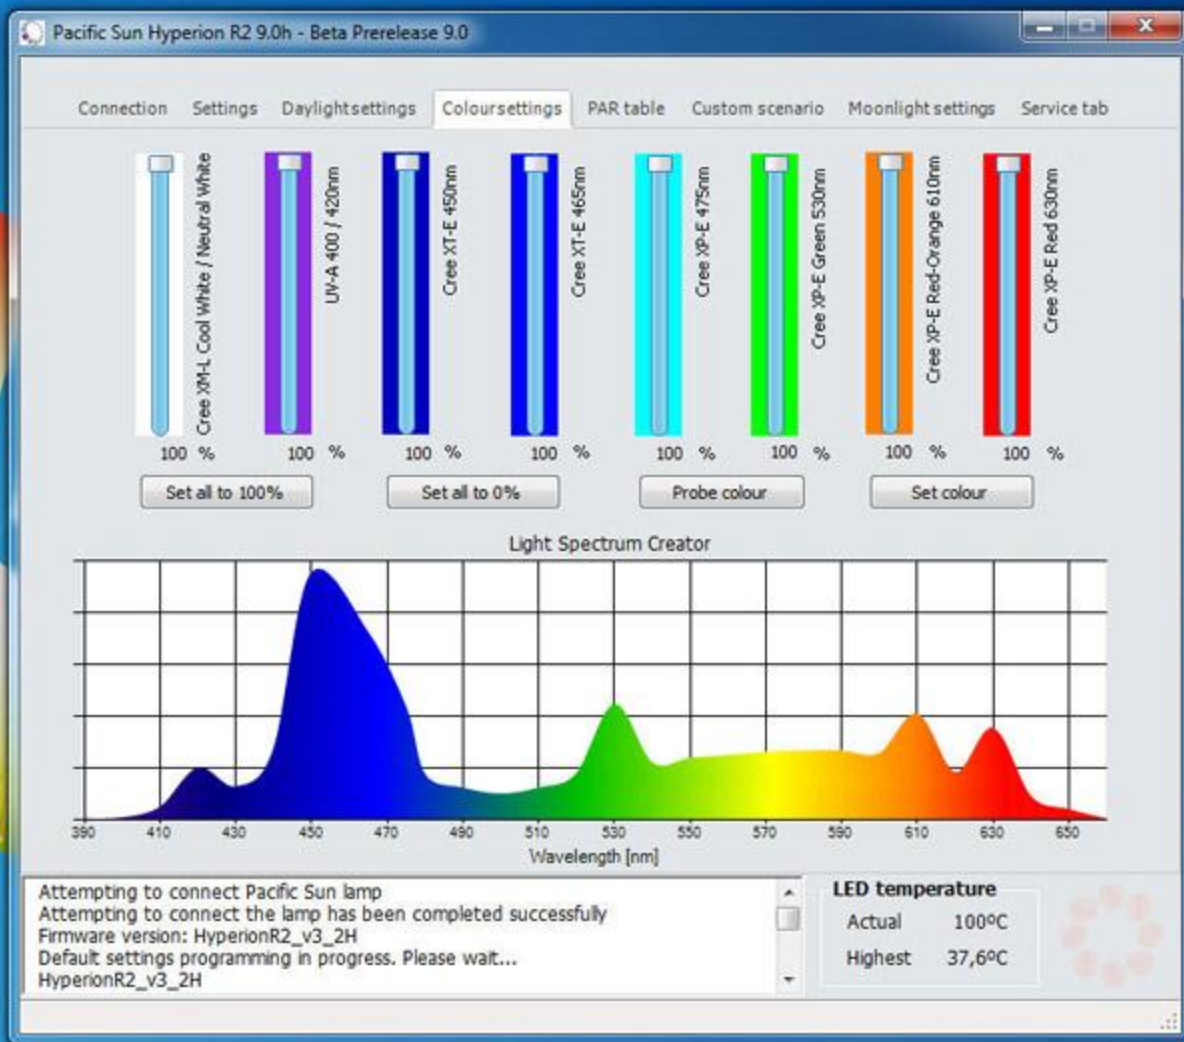 Pacific Sun Hyperion R2 9.0h - Beta Prerelease 9.0
Connection Settings Daylightsettings Coloursettings PAR table Custom scenario Moonlight settings Service tab
Cree XM-L Cool White / Neutral White
UV-A 400 / 420nm
Cree XT-E 450nm
Cree XT-E 465nm
Cree XP-E 475nm
Cree XP-E Green 530nm
Cree XP-E Red-Orange 610nm
Cree XP-E Red 630nm
100 % 100 % 100 % 100 % 100 % 100 % 100 % 100 %
Set all to 100% Set all to 0% Probe colour Set colour
Light Spectrum Creator
390 410 430 450 470 490 510 530 550 570 590 610 630 650
Wavelength [nm]
Attempting to connect Pacific Sun lamp
Attempting to connect the lamp has been completed successfully
Firmware version: HyperionR2_v3_2H
Default settings programming in progress. Please wait...
HyperionR2_v3_2H
LED temperature
Actual 100ºC
Highest 37,6ºC